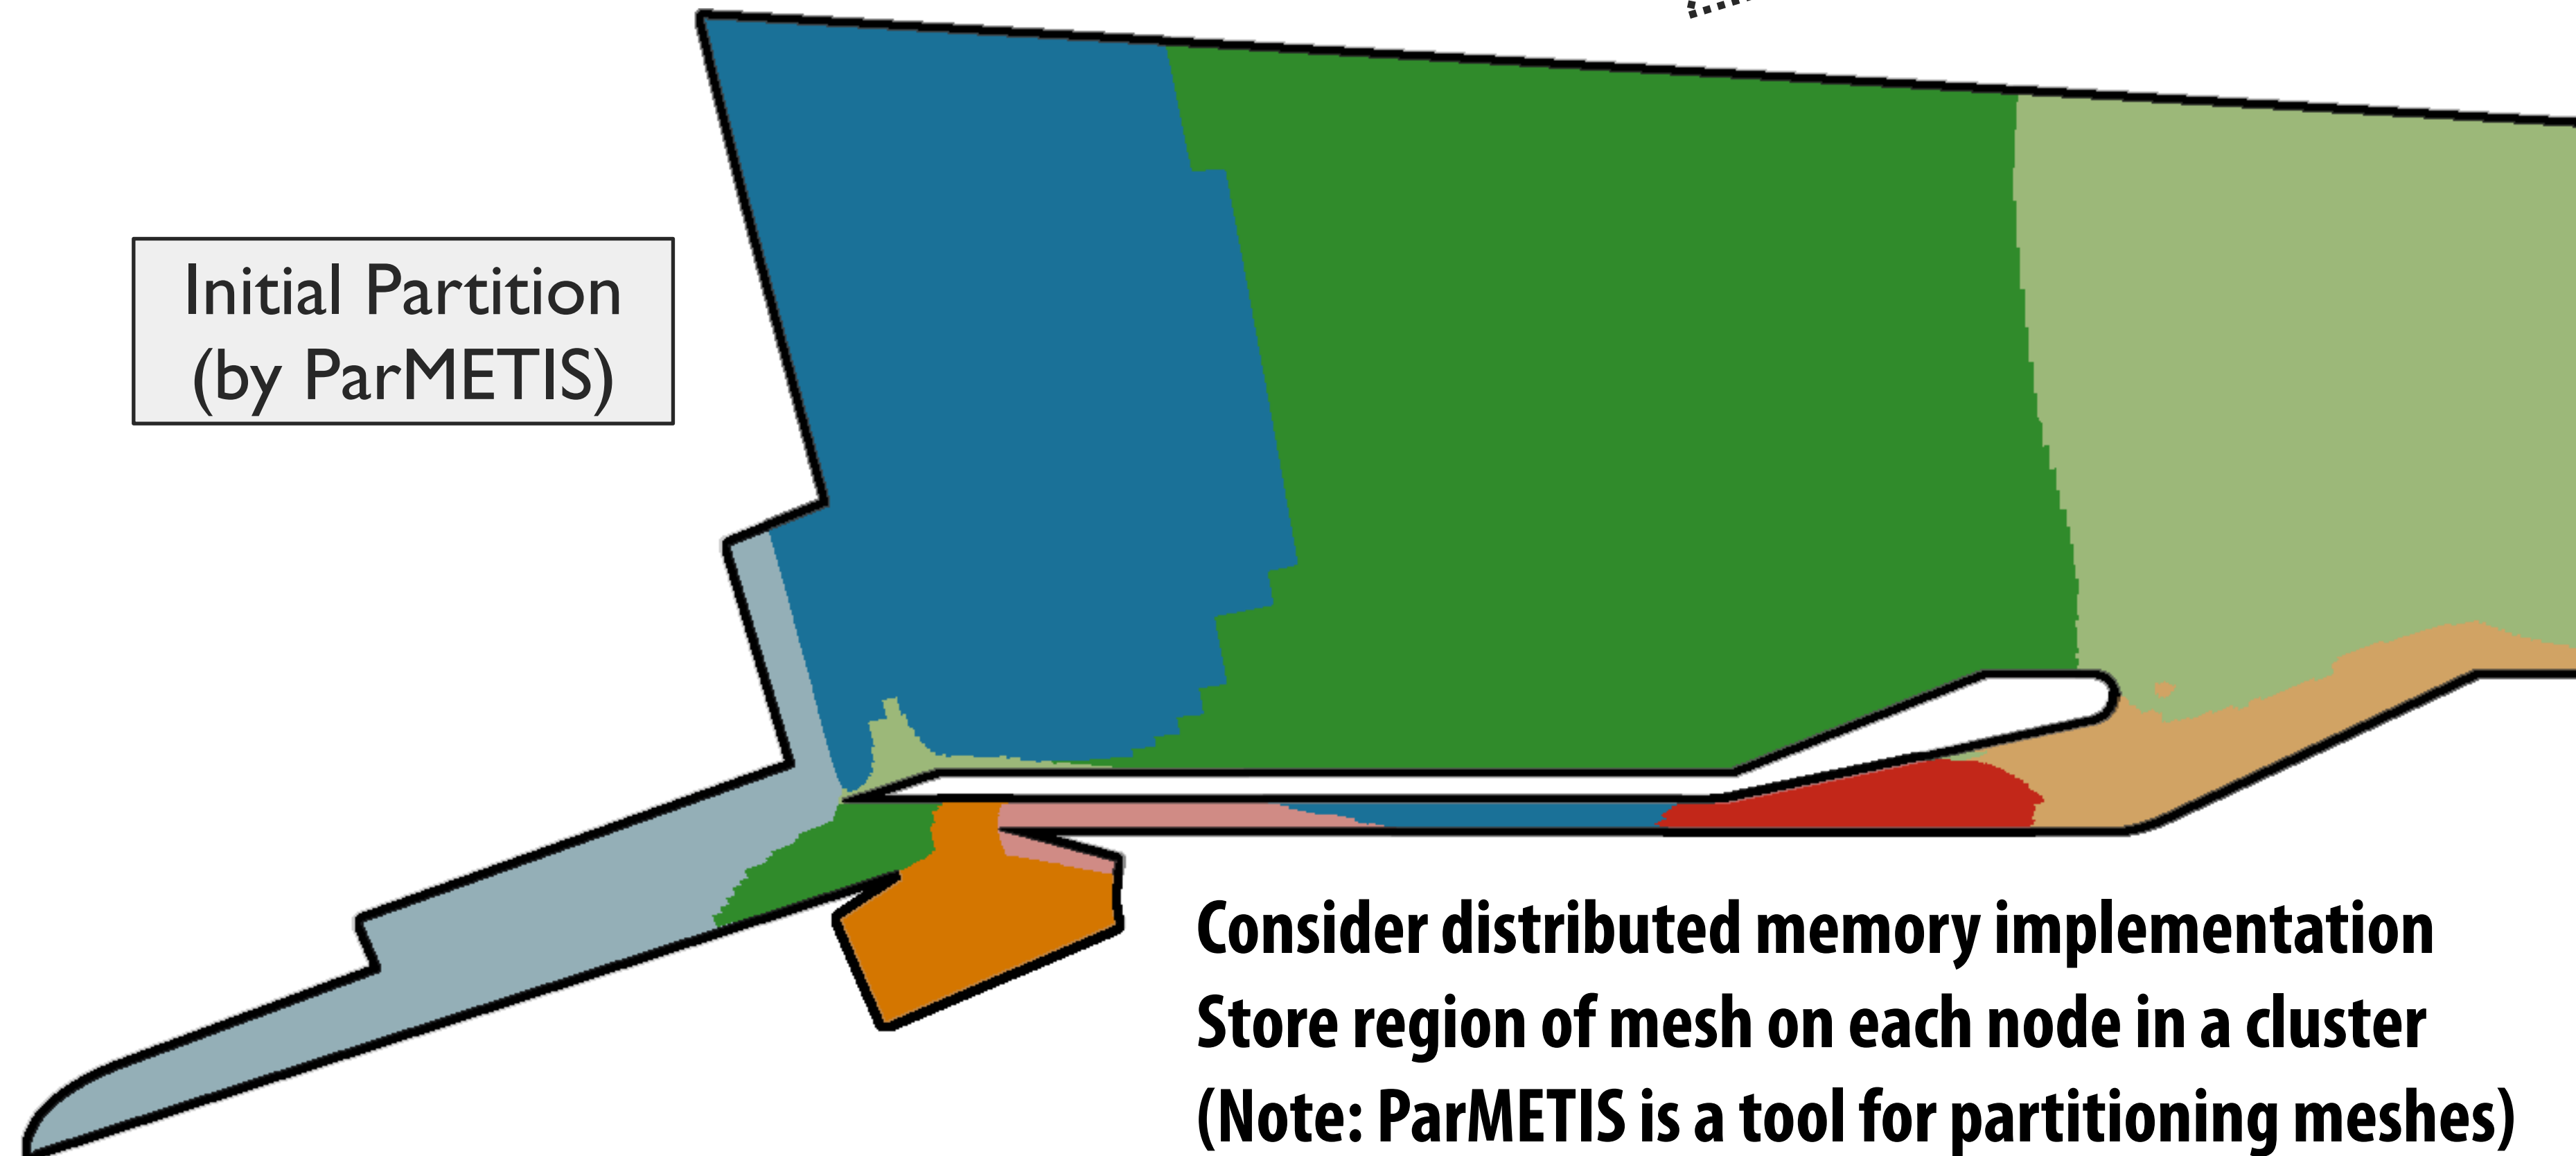 Initial Partition
(by ParMETIS)
Consider distributed memory implementation
Store region of mesh on each node in a cluster
(Note: ParMETIS is a tool for partitioning meshes)